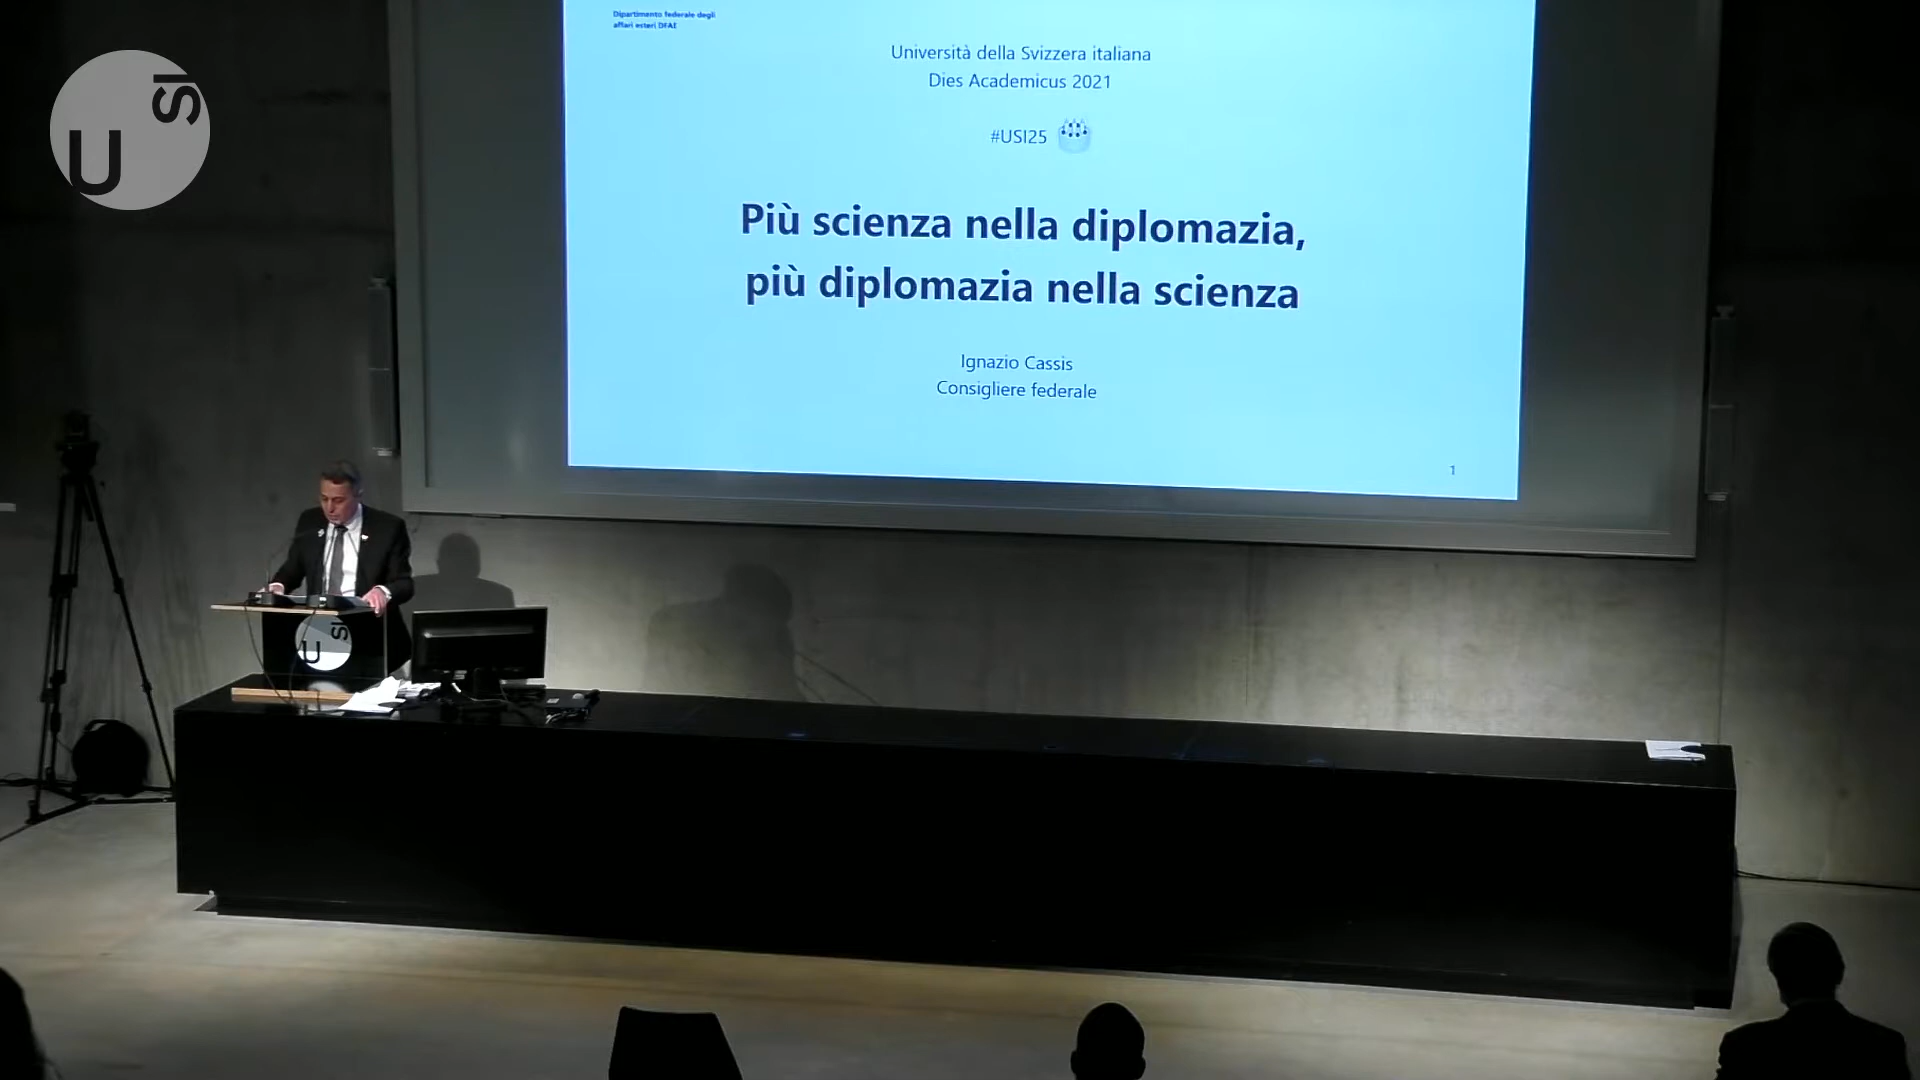 Dipartimento federale degli
affari esteri DFAE
Università della Svizzera italiana
Dies Academicus 2021
#USI25
Più scienza nella diplomazia,
più diplomazia nella scienza
Ignazio Cassis
Consigliere federale
1
USI
USI